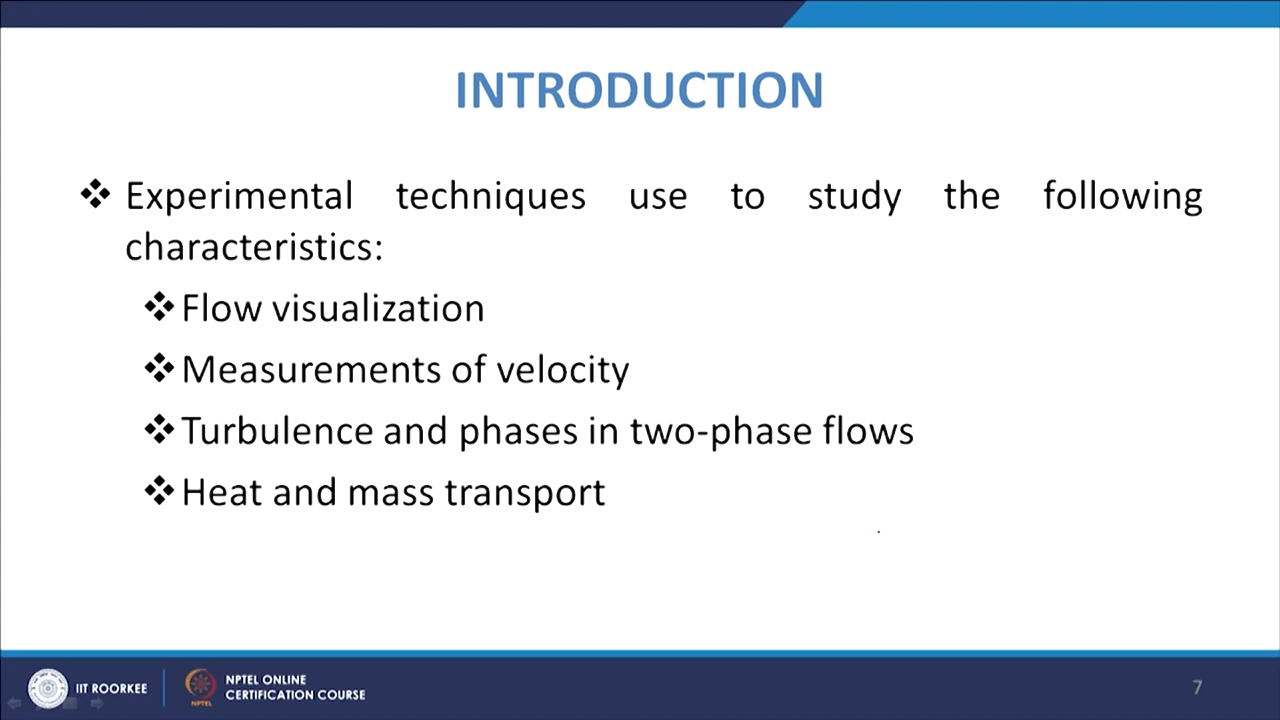 INTRODUCTION
❖ Experimental techniques use to study the following
characteristics:
❖ Flow visualization
❖ Measurements of velocity
❖ Turbulence and phases in two-phase flows
❖ Heat and mass transport
IIT ROORKEE
NPTEL
NPTEL ONLINE
CERTIFICATION COURSE
7